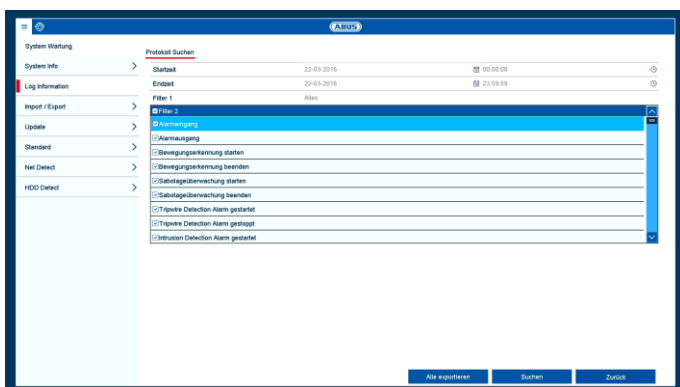 ABUS
System Wartung
System Info
Log Information
Import / Export
Update
Standard
Net Detect
HDD Detect
Protokoll Suchen
Startzeit 22-03-2016 00:00:00
Endzeit 22-03-2016 23:59:59
Filter 1 Alles
Filter 2
Alarmeingang
Alarmausgang
Bewegungserkennung starten
Bewegungserkennung beenden
Sabotageüberwachung starten
Sabotageüberwachung beenden
Tripwire Detection Alarm gestartet
Tripwire Detection Alarm gestoppt
Intrusion Detection Alarm gestartet
Alle exportieren Suchen Zurück